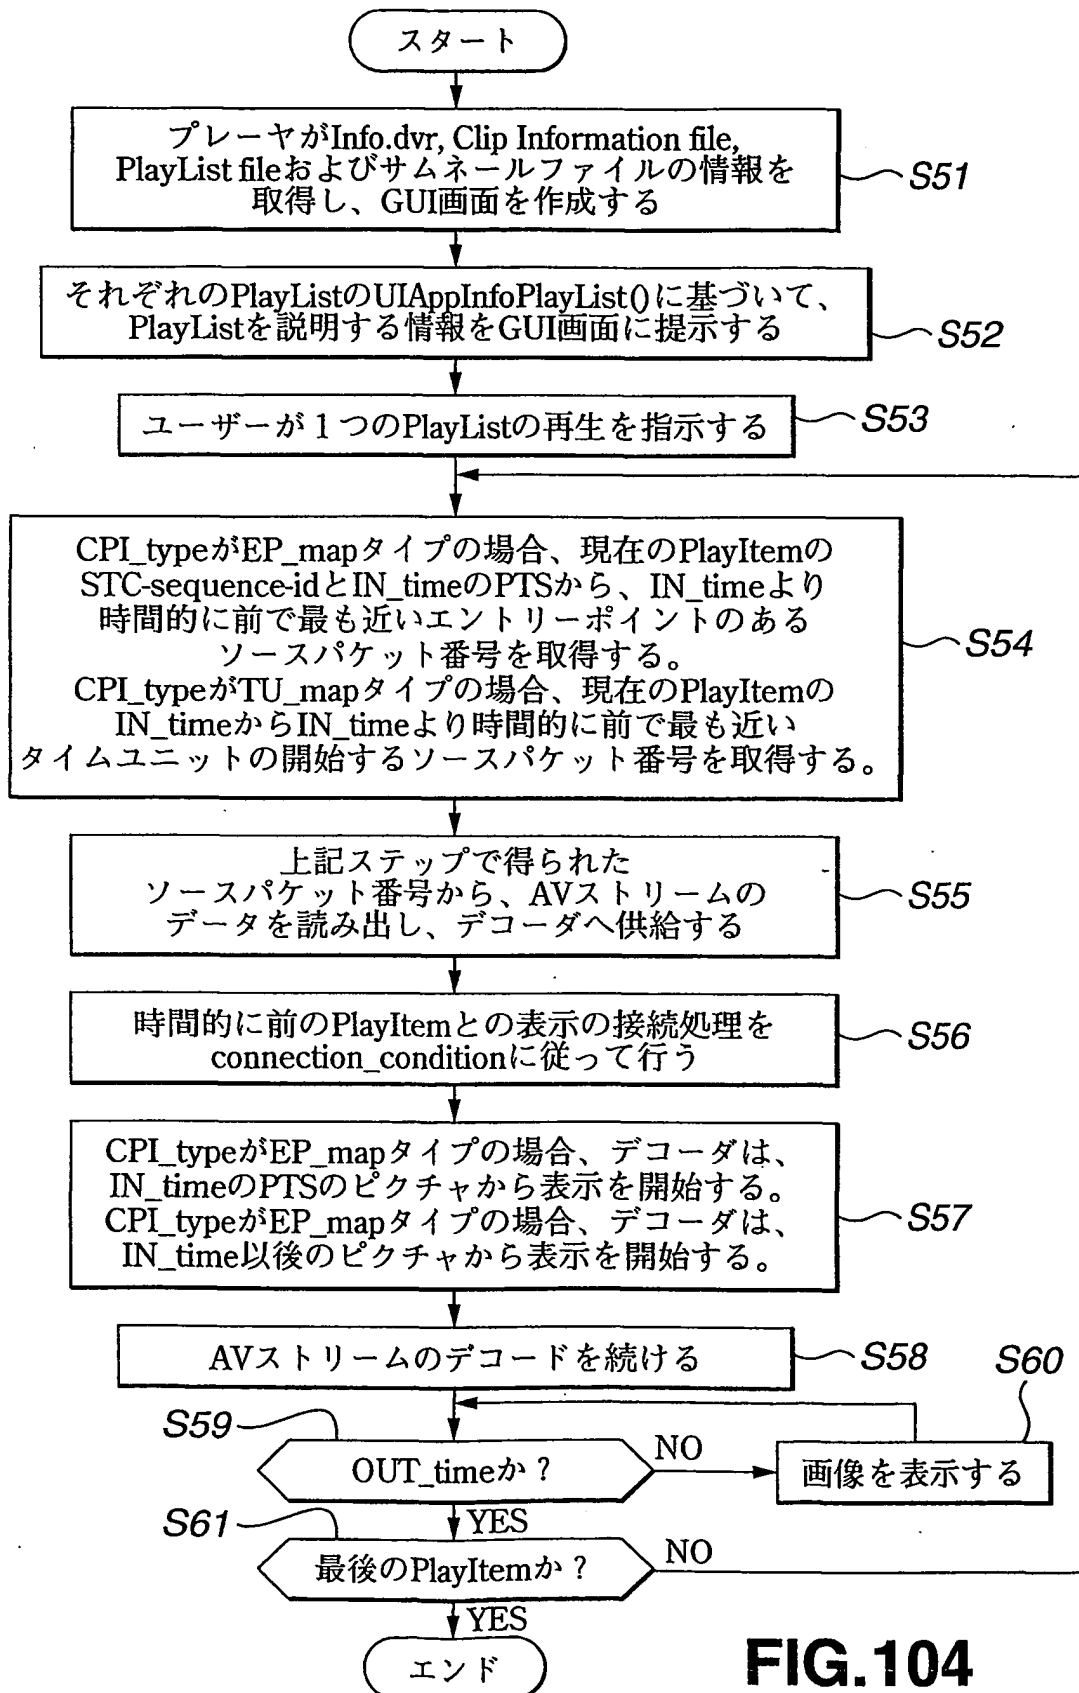 スタート
プレーヤがInfo.dvr, Clip Information file,
PlayList fileおよびサムネールファイルの情報を
取得し、GUI画面を作成する
S51
それぞれのPlayListのUIAppInfoPlayList()に基づいて、
PlayListを説明する情報をGUI画面に提示する
S52
ユーザーが1つのPlayListの再生を指示する
S53
CPI_typeがEP_mapタイプの場合、現在のPlayItemの
STC-sequence-idとIN_timeのPTSから、IN_timeより
時間的に前で最も近いエントリーポイントのある
ソースパケット番号を取得する。
CPI_typeがTU_mapタイプの場合、現在のPlayItemの
IN_timeからIN_timeより時間的に前で最も近い
タイムユニットの開始するソースパケット番号を取得する。
S54
上記ステップで得られた
ソースパケット番号から、AVストリームの
データを読み出し、デコーダへ供給する
S55
時間的に前のPlayItemとの表示の接続処理を
connection_conditionに従って行う
S56
CPI_typeがEP_mapタイプの場合、デコーダは、
IN_timeのPTSのピクチャから表示を開始する。
CPI_typeがEP_mapタイプの場合、デコーダは、
IN_time以後のピクチャから表示を開始する。
S57
AVストリームのデコードを続ける
S58
S60
S59
OUT_timeか?
NO
画像を表示する
YES
S61
最後のPlayItemか?
NO
YES
エンド
FIG.104